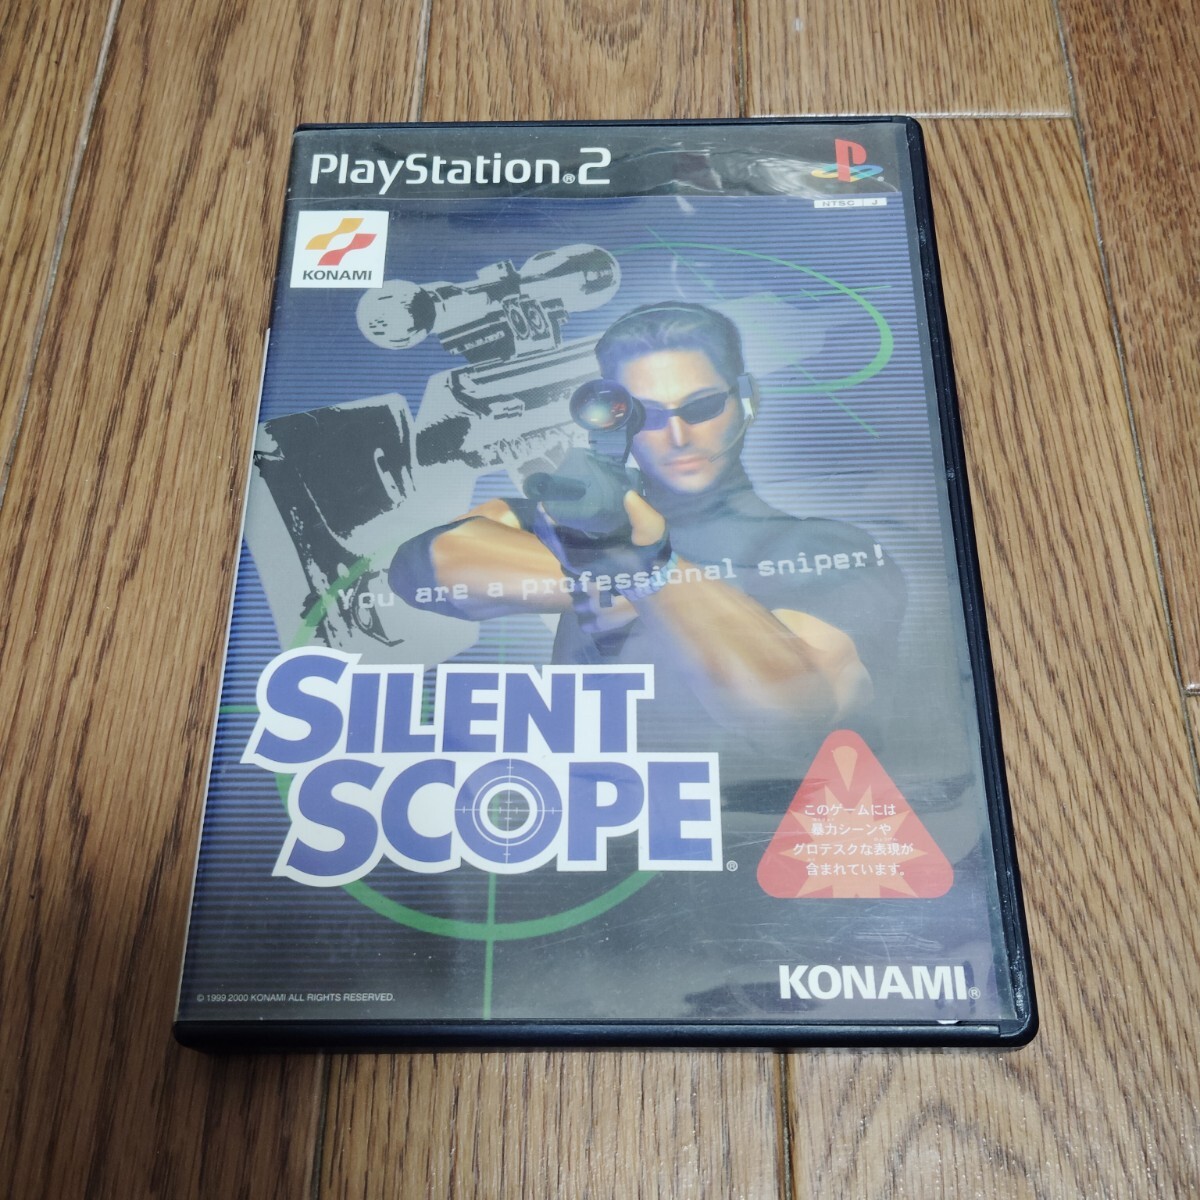 PlayStation®2
NTSC J
KONAMI
You are a professional sniper!
SILENT
SCOPE®
このゲームには
暴力シーンや
グロテスクな表現が
含まれています。
KONAMI®
© 1999 2000 KONAMI ALL RIGHTS RESERVED.